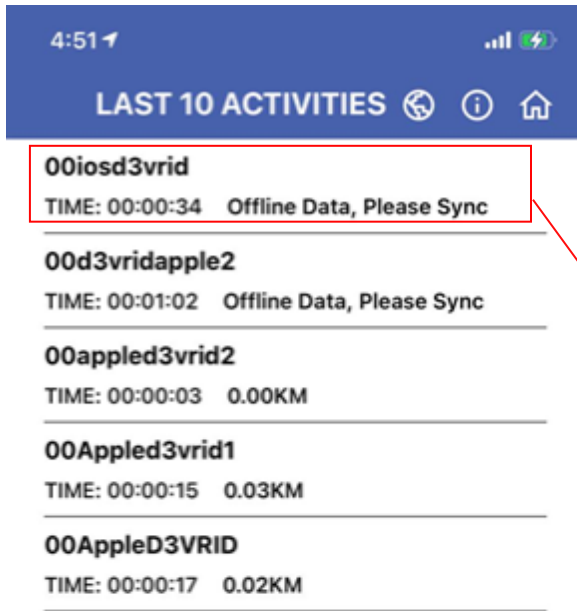 4:51
LAST 10 ACTIVITIES
00iosd3vrid
TIME: 00:00:34 Offline Data, Please Sync
00d3vridapple2
TIME: 00:01:02 Offline Data, Please Sync
00appled3vrid2
TIME: 00:00:03 0.00KM
00Appled3vrid1
TIME: 00:00:15 0.03KM
00AppleD3VRID
TIME: 00:00:17 0.02KM